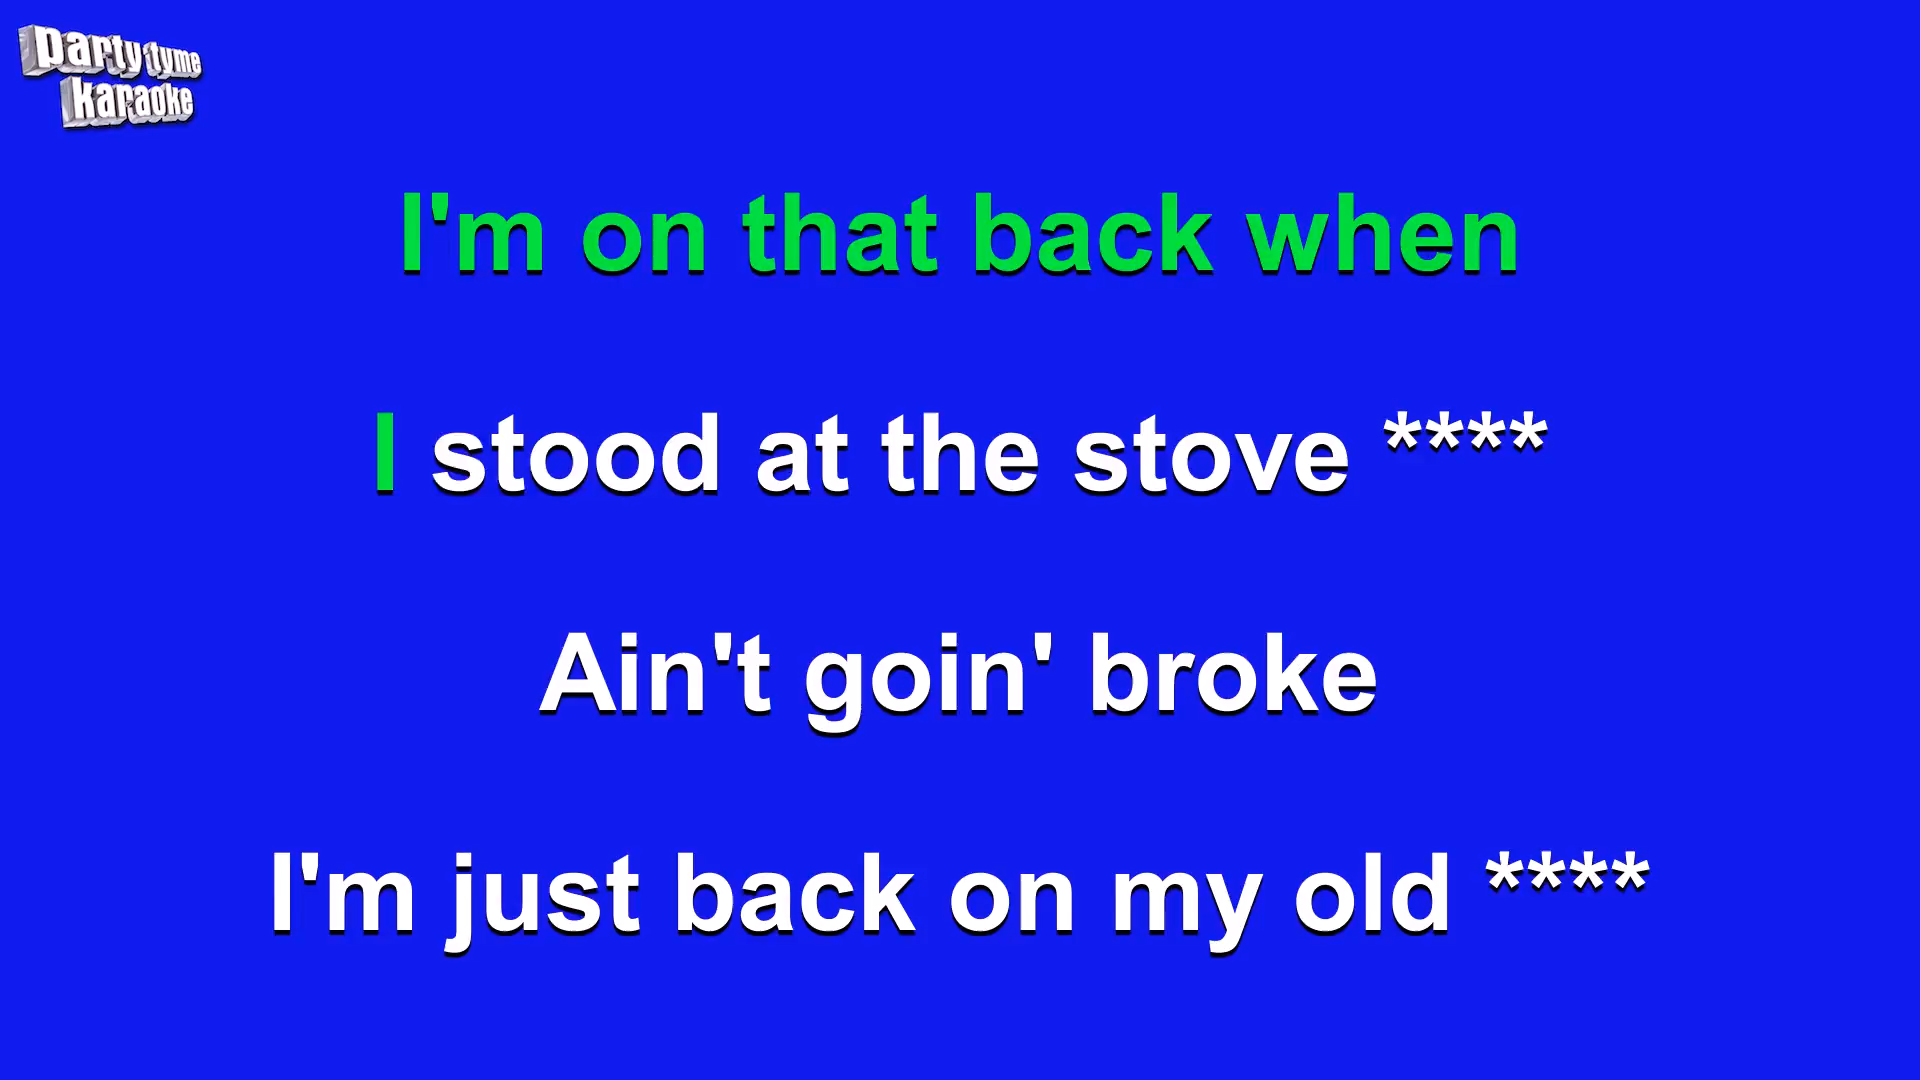 party tyme
karaoke
I'm on that back when
I stood at the stove ****
Ain't goin' broke
I'm just back on my old ****